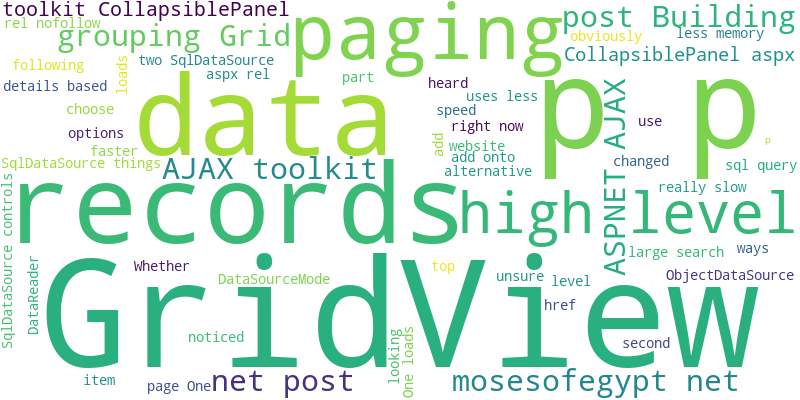 toolkit CollapsiblePanel
rel nofollow
grouping Grid
paging
post Building
obviously
less memory
following
loads
two SqlDataSource
aspx rel
CollapsiblePanel aspx
details based
part
heard
uses less
choose
data
speed
right now
ASPNET AJAX
p p
use
options
faster
add
website
add onto
alternative
changed
p
SqlDataSource things
AJAX toolkit
sql query
records
high level
really slow
SqlDataSource controls
DataReader
Whether
GridView
top
unsure
level
large search
ways
ObjectDataSource
DataSourceMode
href
noticed
looking
One loads
second
item
page One
net post
mosesofegypt net